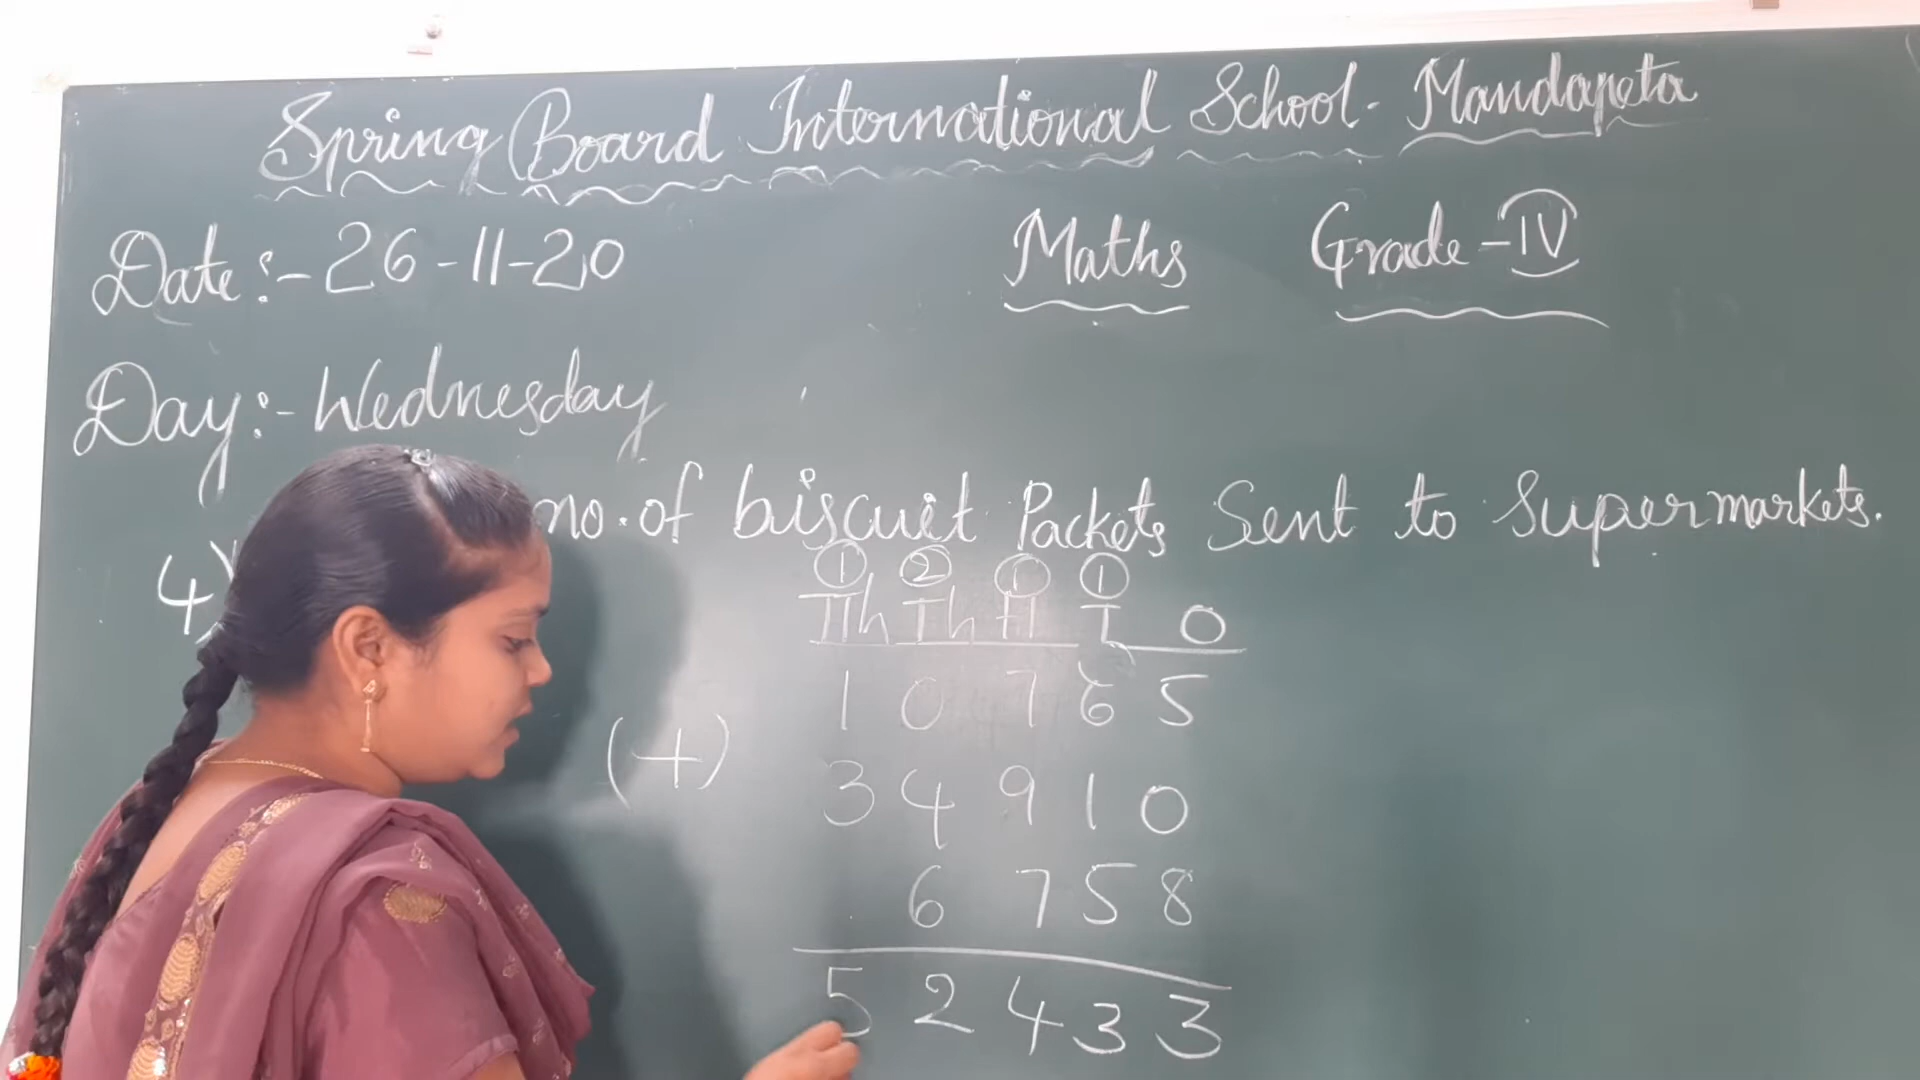 Spring Board International School - Mandapeta
Date:- 26-11-20 Maths Grade-IV
Day:- Wednesday
4) no. of biscuit Packets Sent to Supermarkets.
1 2 1 1
TTh Th H T O
1 0 7 6 5
(+) 3 4 9 1 0
6 7 5 8
5 2 4 3 3